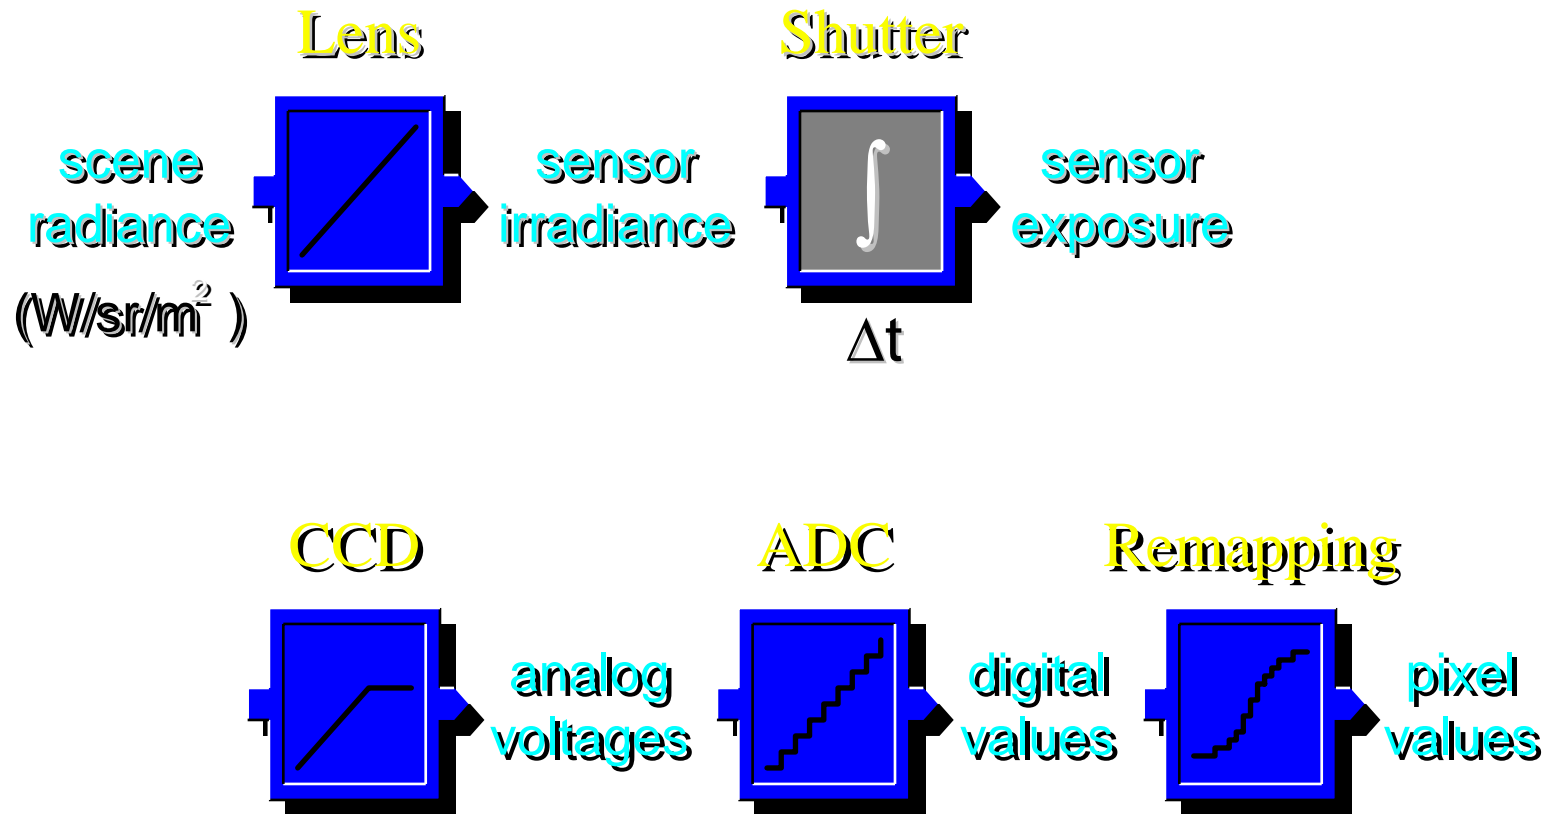 Lens
Shutter
scene
radiance
(W/sr/m² )
sensor
irradiance
∫
sensor
exposure
Δt
CCD
ADC
Remapping
analog
voltages
digital
values
pixel
values